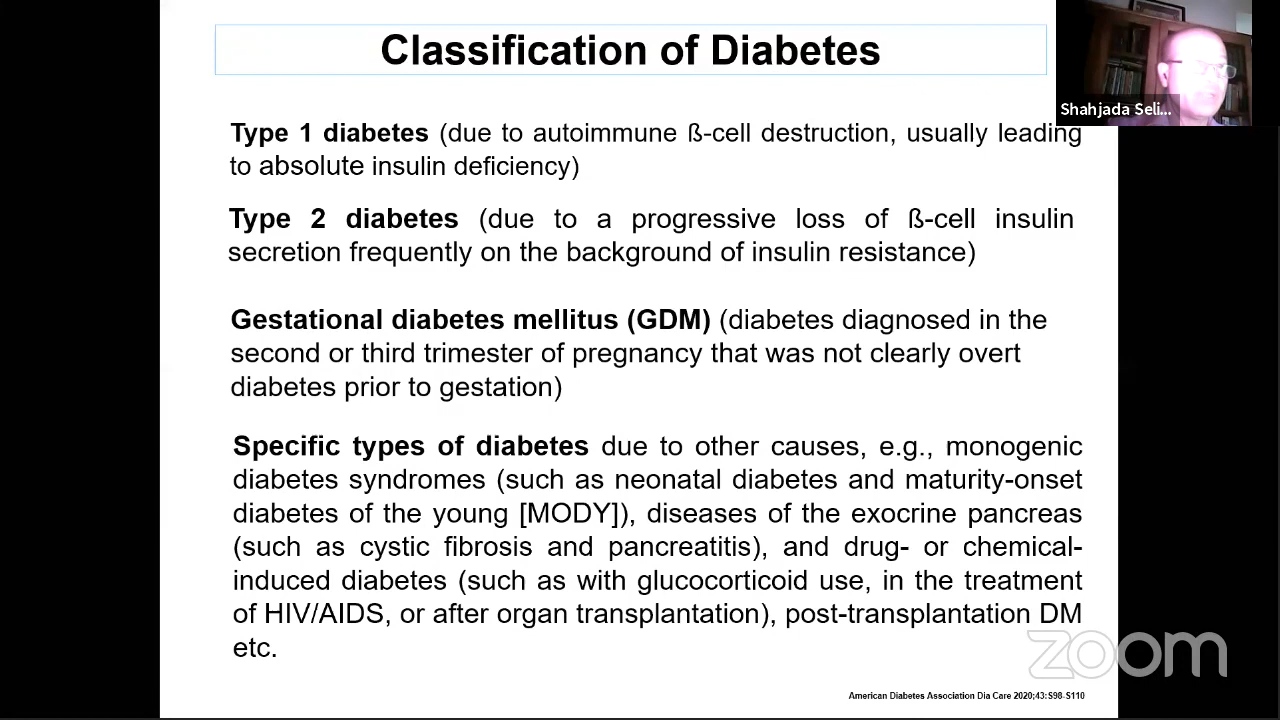 Classification of Diabetes
Shahjada Seli...
Type 1 diabetes (due to autoimmune ß-cell destruction, usually leading
to absolute insulin deficiency)
Type 2 diabetes (due to a progressive loss of ß-cell insulin
secretion frequently on the background of insulin resistance)
Gestational diabetes mellitus (GDM) (diabetes diagnosed in the
second or third trimester of pregnancy that was not clearly overt
diabetes prior to gestation)
Specific types of diabetes due to other causes, e.g., monogenic
diabetes syndromes (such as neonatal diabetes and maturity-onset
diabetes of the young [MODY]), diseases of the exocrine pancreas
(such as cystic fibrosis and pancreatitis), and drug- or chemical-
induced diabetes (such as with glucocorticoid use, in the treatment
of HIV/AIDS, or after organ transplantation), post-transplantation DM
etc.
zoom
American Diabetes Association Dia Care 2020;43:S98-S110